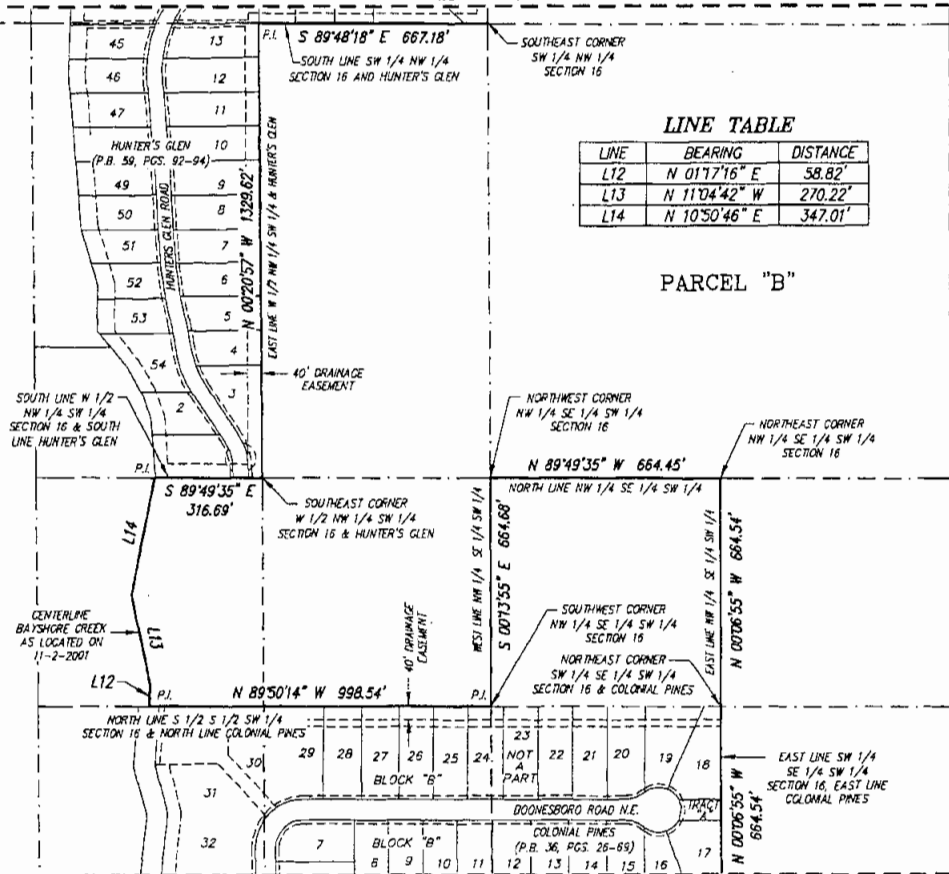 S 89°48'18" E 667.18'
P.I.
SOUTH LINE SW 1/4 NW 1/4
SECTION 16 AND HUNTER'S GLEN
SOUTHEAST CORNER
SW 1/4 NW 1/4
SECTION 16
45
46
47
49
50
51
52
53
54
2
13
12
11
10
9
8
7
6
5
4
3
HUNTER'S GLEN
(P.B. 59, PGS. 92-94)
HUNTERS GLEN ROAD
N 00°20'57" W 1329.62'
EAST LINE W 1/2 NW 1/4 SW 1/4 & HUNTER'S GLEN
LINE TABLE
LINE BEARING DISTANCE
L12 N 01°17'16" E 58.82'
L13 N 11°04'42" W 270.22'
L14 N 10°50'46" E 347.01'
PARCEL "B"
40' DRAINAGE
EASEMENT
SOUTH LINE W 1/2
NW 1/4 SW 1/4
SECTION 16 & SOUTH
LINE HUNTER'S GLEN
P.I.
NORTHWEST CORNER
NW 1/4 SE 1/4 SW 1/4
SECTION 16
NORTHEAST CORNER
NW 1/4 SE 1/4 SW 1/4
SECTION 16
N 89°49'35" W 664.45'
NORTH LINE NW 1/4 SE 1/4 SW 1/4
S 89°49'35" E
316.69'
SOUTHEAST CORNER
W 1/2 NW 1/4 SW 1/4
SECTION 16 & HUNTER'S GLEN
L14
L13
L12
CENTERLINE
BAYSHORE CREEK
AS LOCATED ON
11-2-2001
WEST LINE NW 1/4 SE 1/4 SW 1/4
S 00°13'55" E 664.68'
EAST LINE NW 1/4 SE 1/4 SW 1/4
N 00°06'55" W 664.54'
SOUTHWEST CORNER
NW 1/4 SE 1/4 SW 1/4
SECTION 16
NORTHEAST CORNER
SW 1/4 SE 1/4 SW 1/4
SECTION 16 & COLONIAL PINES
40' DRAINAGE
EASEMENT
P.I.
N 89°50'14" W 998.54'
P.I.
NORTH LINE S 1/2 S 1/2 SW 1/4
SECTION 16 & NORTH LINE COLONIAL PINES
30
29
28
27
26
25
24
23
NOT
A
PART
22
21
20
19
18
BLOCK "B"
31
32
BOONESBORO ROAD N.E.
TRACT
"A"
EAST LINE SW 1/4
SE 1/4 SW 1/4
SECTION 16, EAST LINE
COLONIAL PINES
N 00°06'55" W
664.54'
7
BLOCK "B"
COLONIAL PINES
(P.B. 36, PGS. 26-69)
8
9
10
11
12
13
14
15
16
17